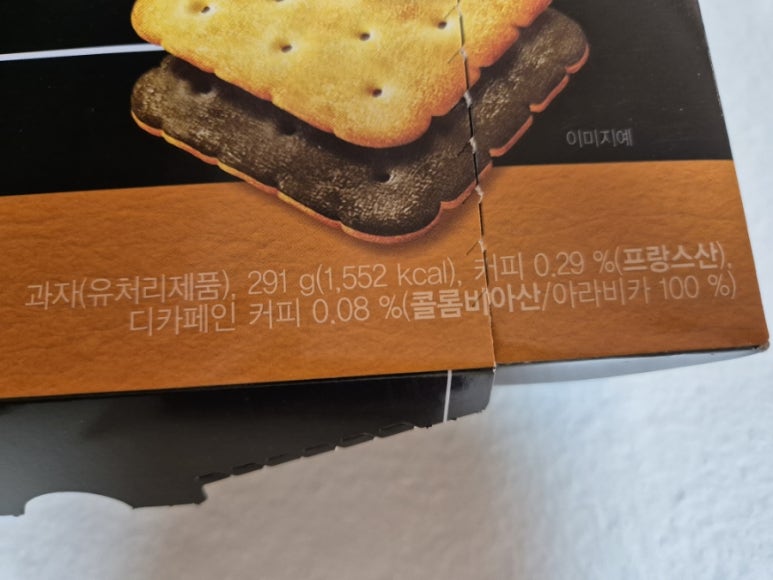 이미지예
과자(유처리제품), 291 g(1,552 kcal), 커피 0.29 %(프랑스산),
디카페인 커피 0.08 %(콜롬비아산/아라비카 100 %)